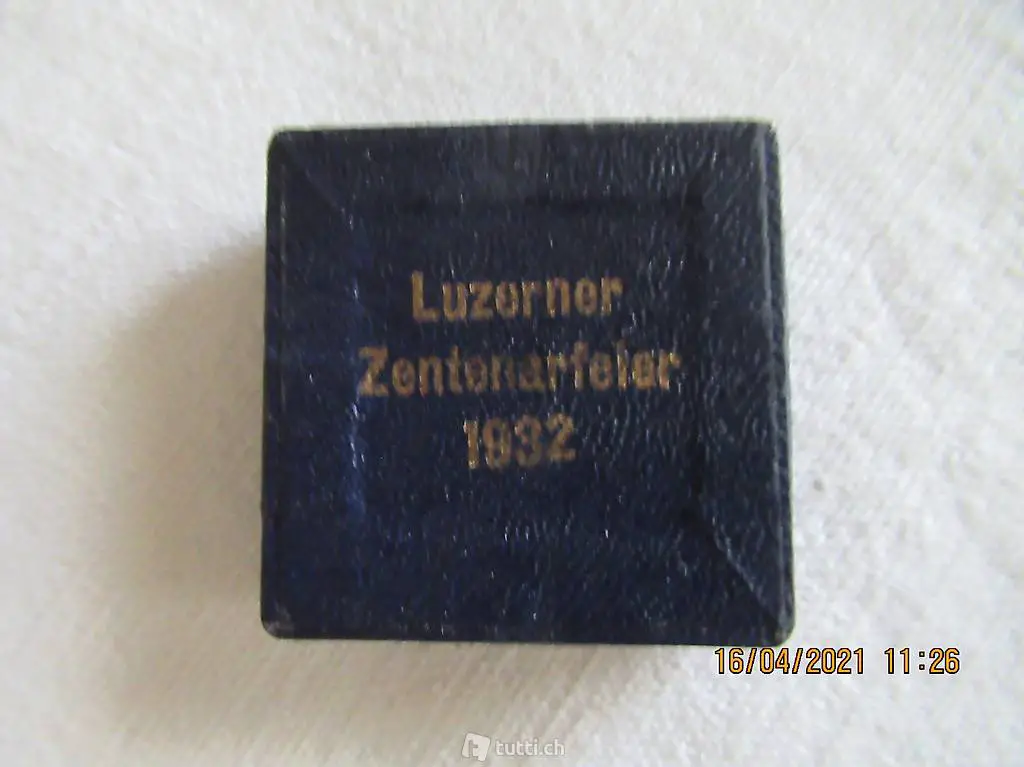 Luzerner
Zentenarfeier
1932
16/04/2021 11:26
tutti.ch